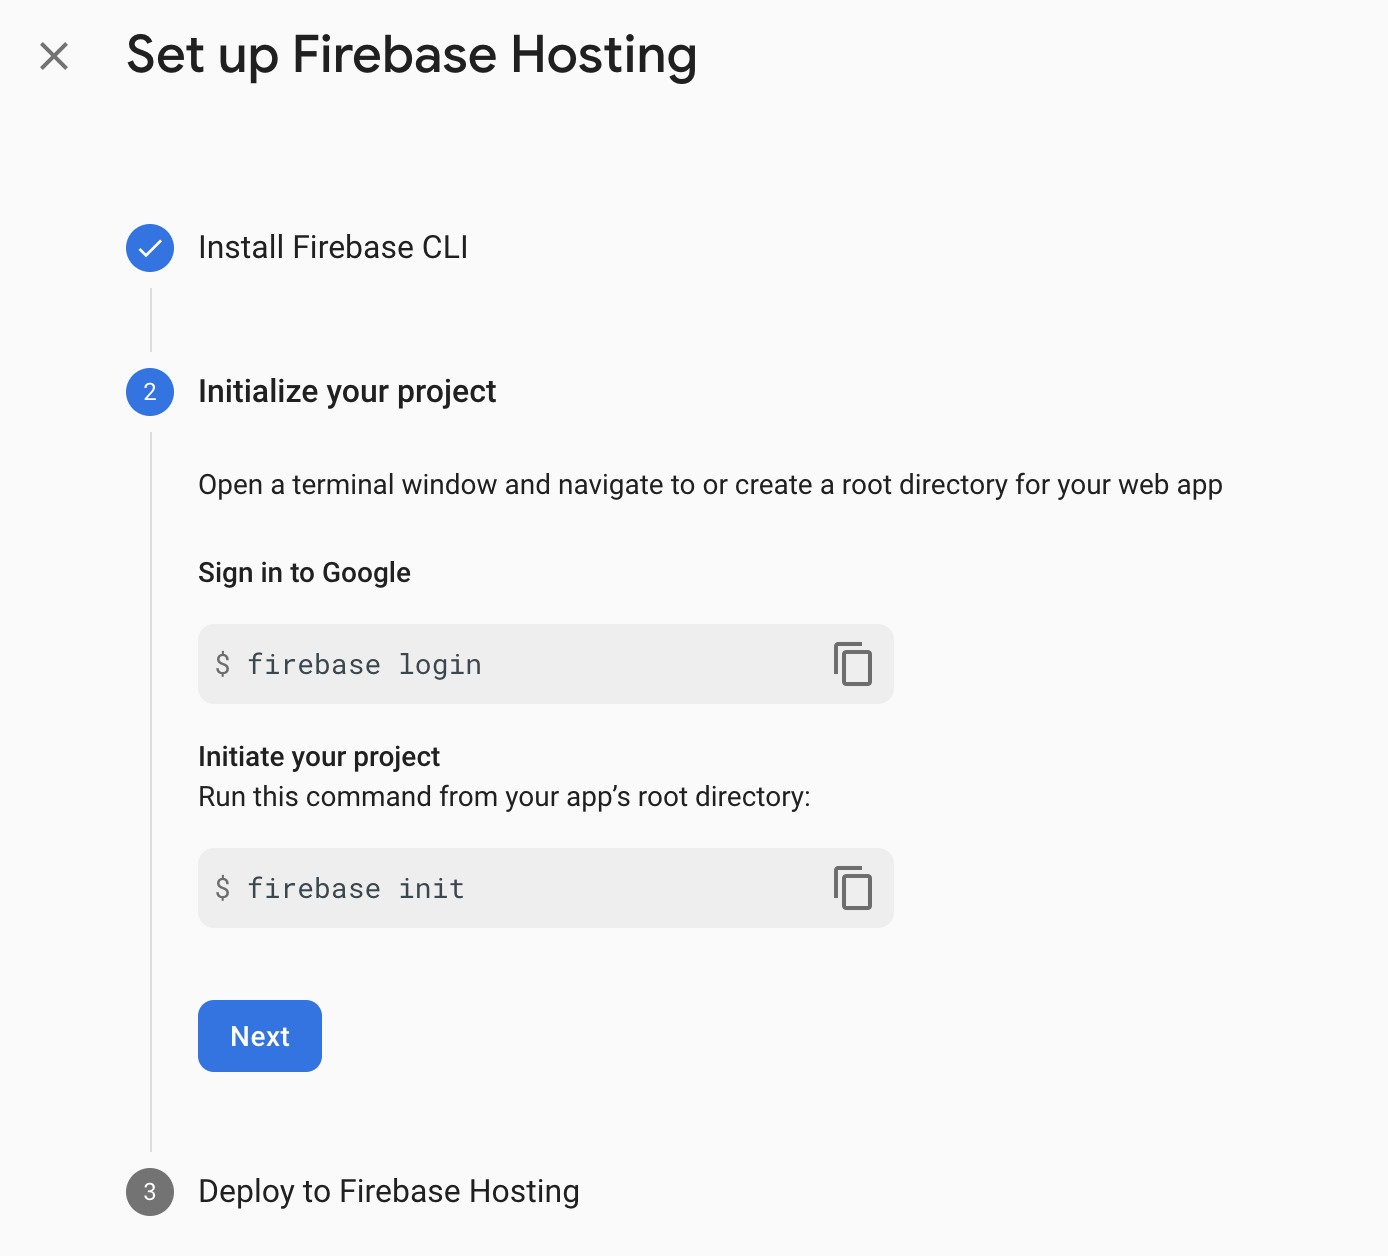 Set up Firebase Hosting
Install Firebase CLI
2
Initialize your project
Open a terminal window and navigate to or create a root directory for your web app
Sign in to Google
$ firebase login
Initiate your project
Run this command from your app’s root directory:
$ firebase init
Next
3
Deploy to Firebase Hosting